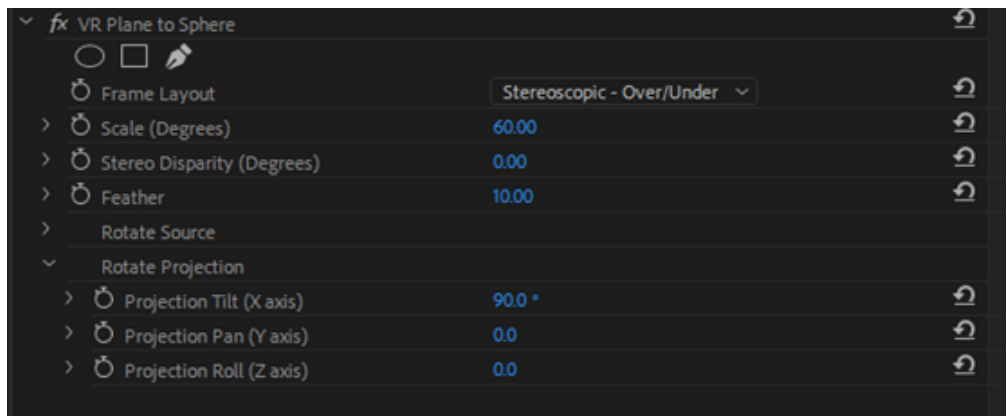 fx VR Plane to Sphere
Frame Layout Stereoscopic - Over/Under
Scale (Degrees) 60.00
Stereo Disparity (Degrees) 0.00
Feather 10.00
Rotate Source
Rotate Projection
Projection Tilt (X axis) 90.0 °
Projection Pan (Y axis) 0.0
Projection Roll (Z axis) 0.0